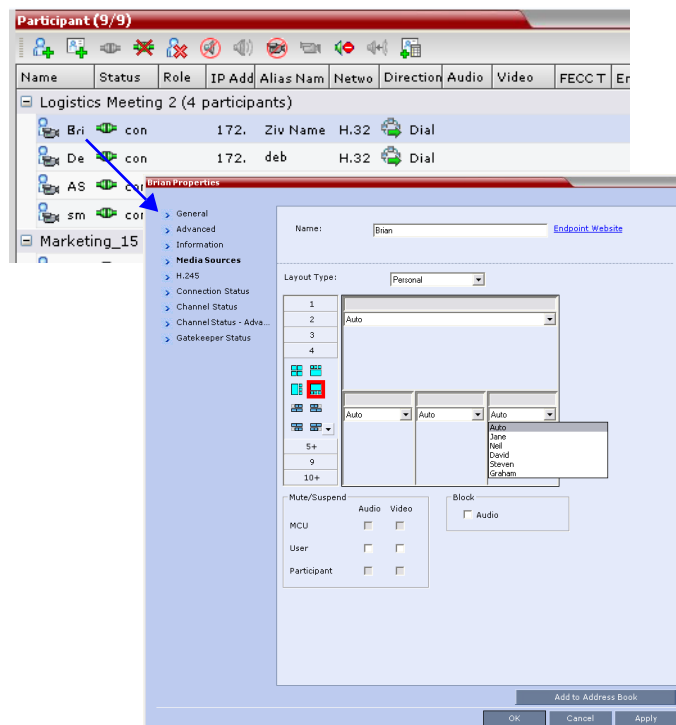 Participant (9/9)
Name Status Role IP Add Alias Nam Netwo Direction Audio Video FECC T Er
Logistics Meeting 2 (4 participants)
Bri con 172. Ziv Name H.32 Dial
De con 172. deb H.32 Dial
AS con
sm con
Marketing_15
Brian Properties
General
Advanced
Information
Media Sources
H.245
Connection Status
Channel Status
Channel Status - Adva...
Gatekeeper Status
Name: Brian Endpoint Website
Layout Type: Personal
1
2
3
4
5+
9
10+
Auto
Auto Auto Auto
Auto
Jane
Neil
David
Steven
Graham
Mute/Suspend
Audio Video
MCU
User
Participant
Block
Audio
Add to Address Book
OK Cancel Apply